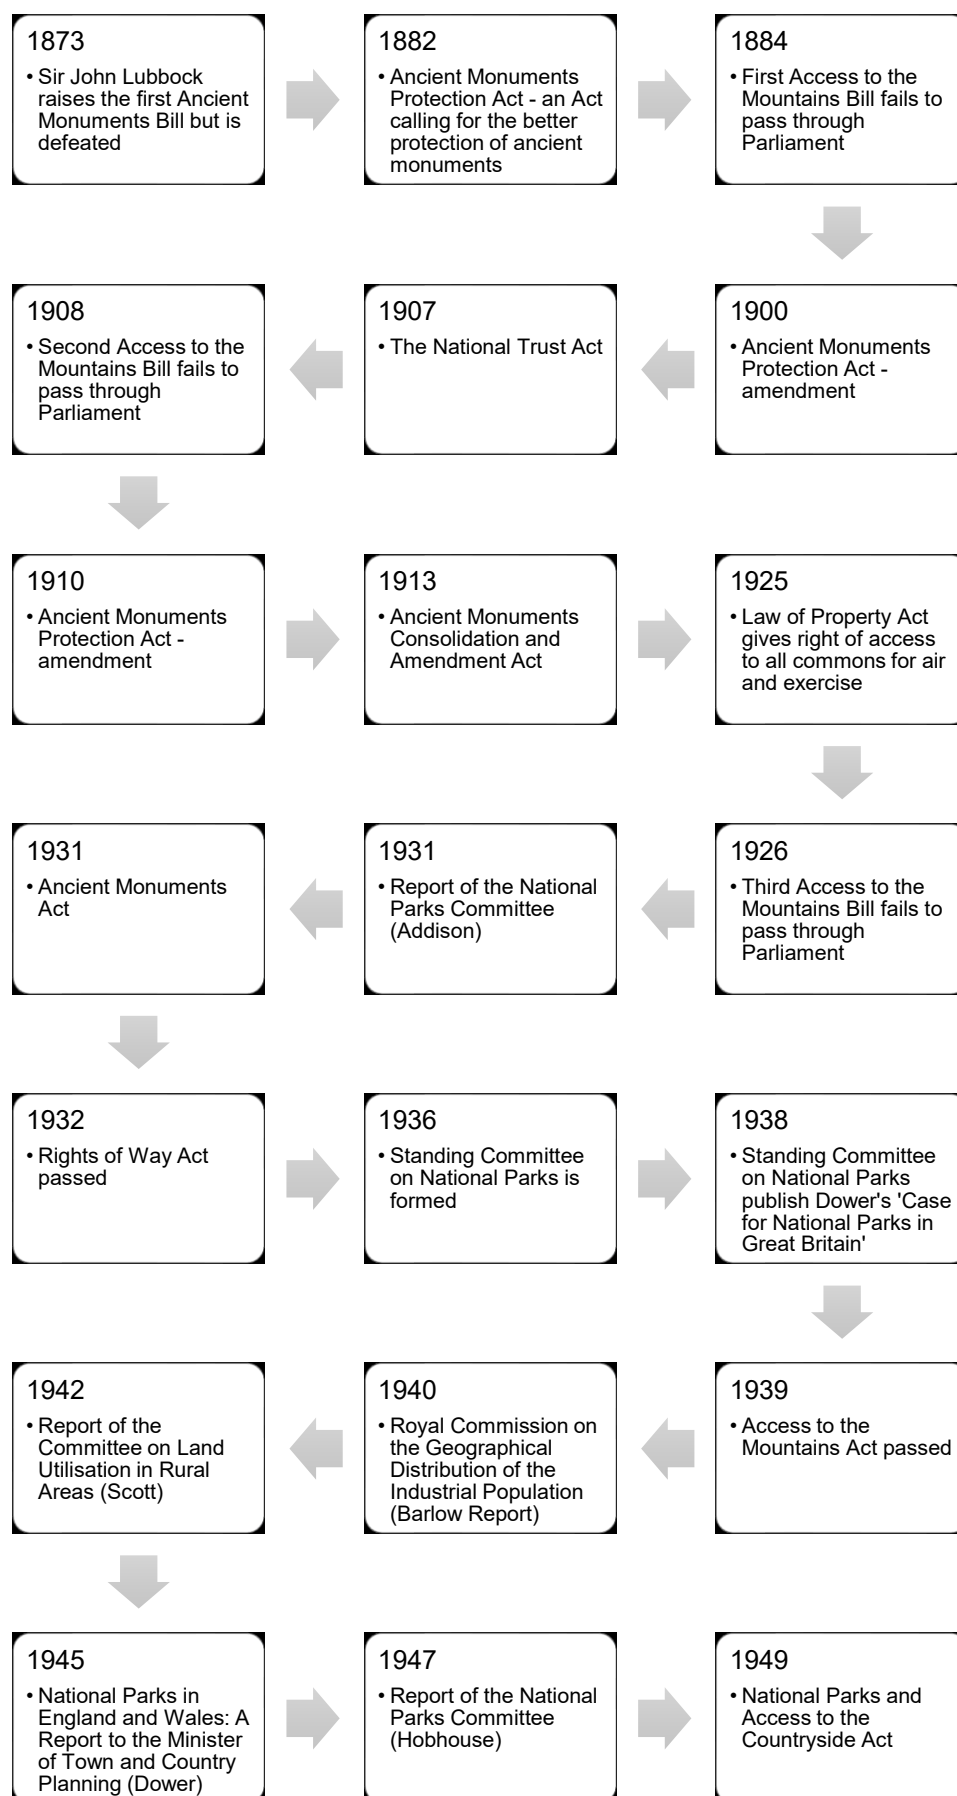 1873
• Sir John Lubbock
raises the first Ancient
Monuments Bill but is
defeated
1882
• Ancient Monuments
Protection Act - an Act
calling for the better
protection of ancient
monuments
1884
• First Access to the
Mountains Bill fails to
pass through
Parliament
1900
• Ancient Monuments
Protection Act -
amendment
1907
• The National Trust Act
1908
• Second Access to the
Mountains Bill fails to
pass through
Parliament
1910
• Ancient Monuments
Protection Act -
amendment
1913
• Ancient Monuments
Consolidation and
Amendment Act
1925
• Law of Property Act
gives right of access
to all commons for air
and exercise
1926
• Third Access to the
Mountains Bill fails to
pass through
Parliament
1931
• Report of the National
Parks Committee
(Addison)
1931
• Ancient Monuments
Act
1932
• Rights of Way Act
passed
1936
• Standing Committee
on National Parks is
formed
1938
• Standing Committee
on National Parks
publish Dower's 'Case
for National Parks in
Great Britain'
1939
• Access to the
Mountains Act passed
1940
• Royal Commission on
the Geographical
Distribution of the
Industrial Population
(Barlow Report)
1942
• Report of the
Committee on Land
Utilisation in Rural
Areas (Scott)
1945
• National Parks in
England and Wales: A
Report to the Minister
of Town and Country
Planning (Dower)
1947
• Report of the National
Parks Committee
(Hobhouse)
1949
• National Parks and
Access to the
Countryside Act